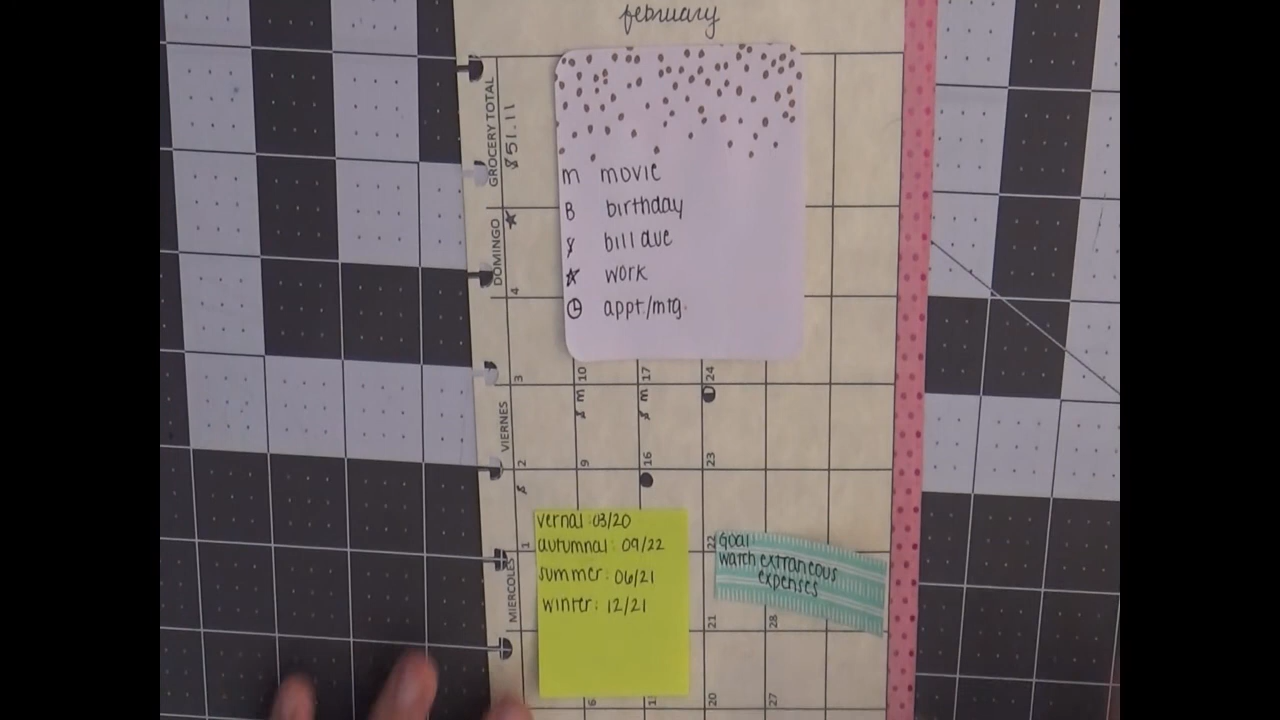 february
GROCERY TOTAL
$51.11
m movie
B birthday
$ bill due
☆ work
appt./mtg.
DOMINGO
☆
4
3
10
17
24
$ m
$ m
VIERNES
2
9
16
23
$
1
22
vernal: 03/20
autumnal: 09/22
summer: 06/21
winter: 12/21
GOAL
watch extraneous
expenses
MIERCOLES
21
28
6
20
27